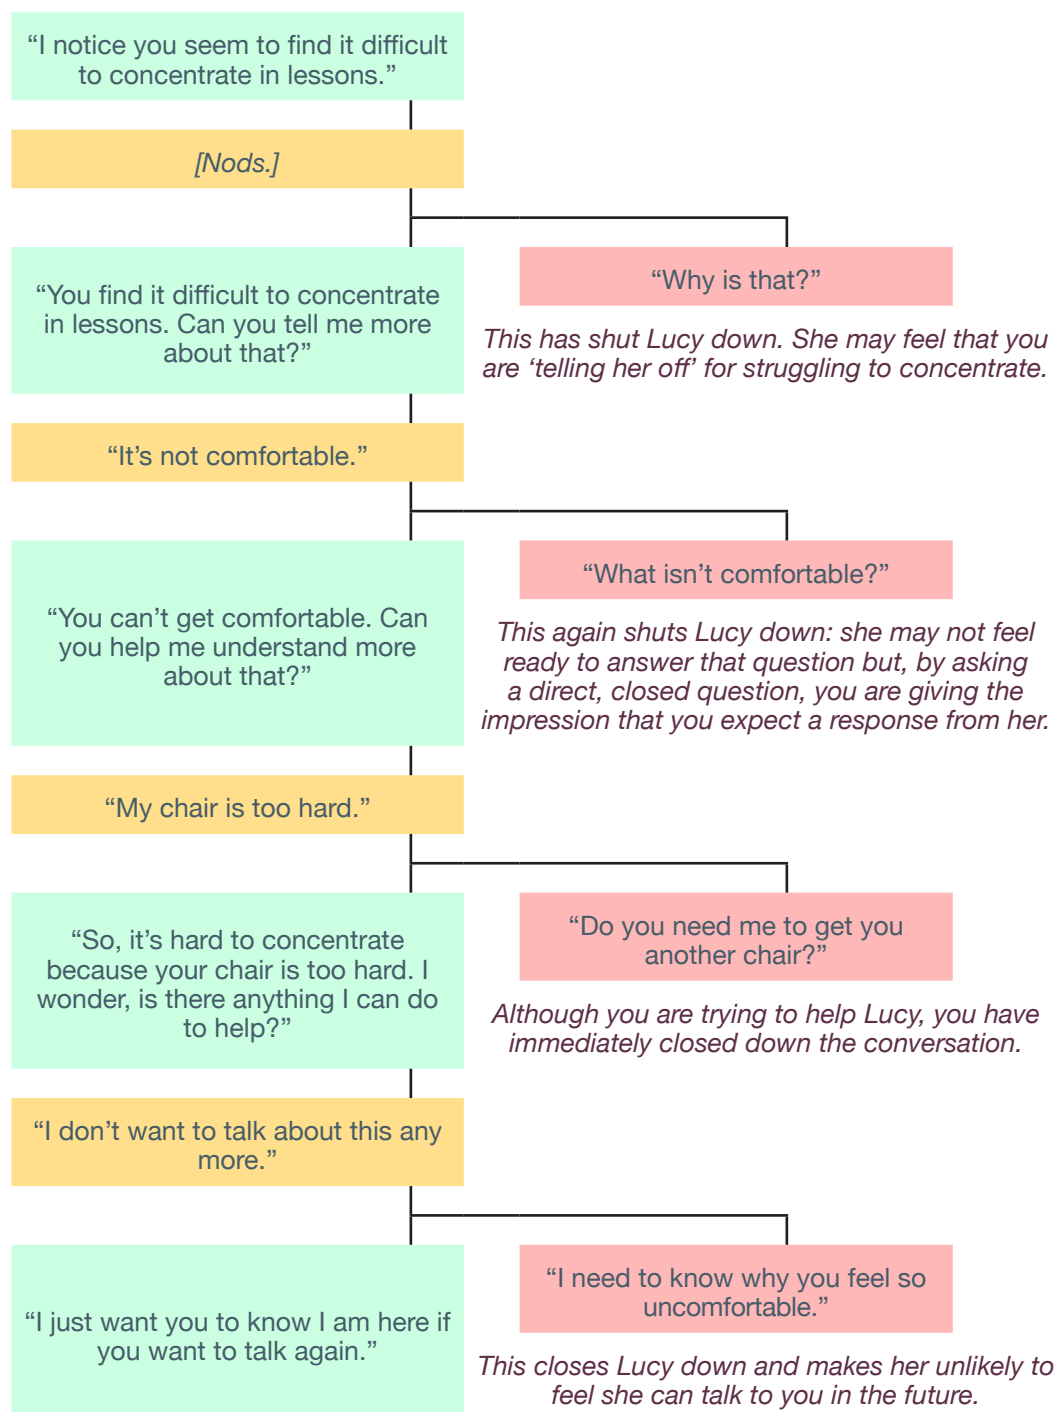 “I notice you seem to find it difficult
to concentrate in lessons.”
[Nods.]
“You find it difficult to concentrate
in lessons. Can you tell me more
about that?”
“Why is that?”
This has shut Lucy down. She may feel that you
are ‘telling her off’ for struggling to concentrate.
“It’s not comfortable.”
“You can’t get comfortable. Can
you help me understand more
about that?”
“What isn’t comfortable?”
This again shuts Lucy down: she may not feel
ready to answer that question but, by asking
a direct, closed question, you are giving the
impression that you expect a response from her.
“My chair is too hard.”
“So, it’s hard to concentrate
because your chair is too hard. I
wonder, is there anything I can do
to help?”
“Do you need me to get you
another chair?”
Although you are trying to help Lucy, you have
immediately closed down the conversation.
“I don’t want to talk about this any
more.”
“I just want you to know I am here if
you want to talk again.”
“I need to know why you feel so
uncomfortable.”
This closes Lucy down and makes her unlikely to
feel she can talk to you in the future.